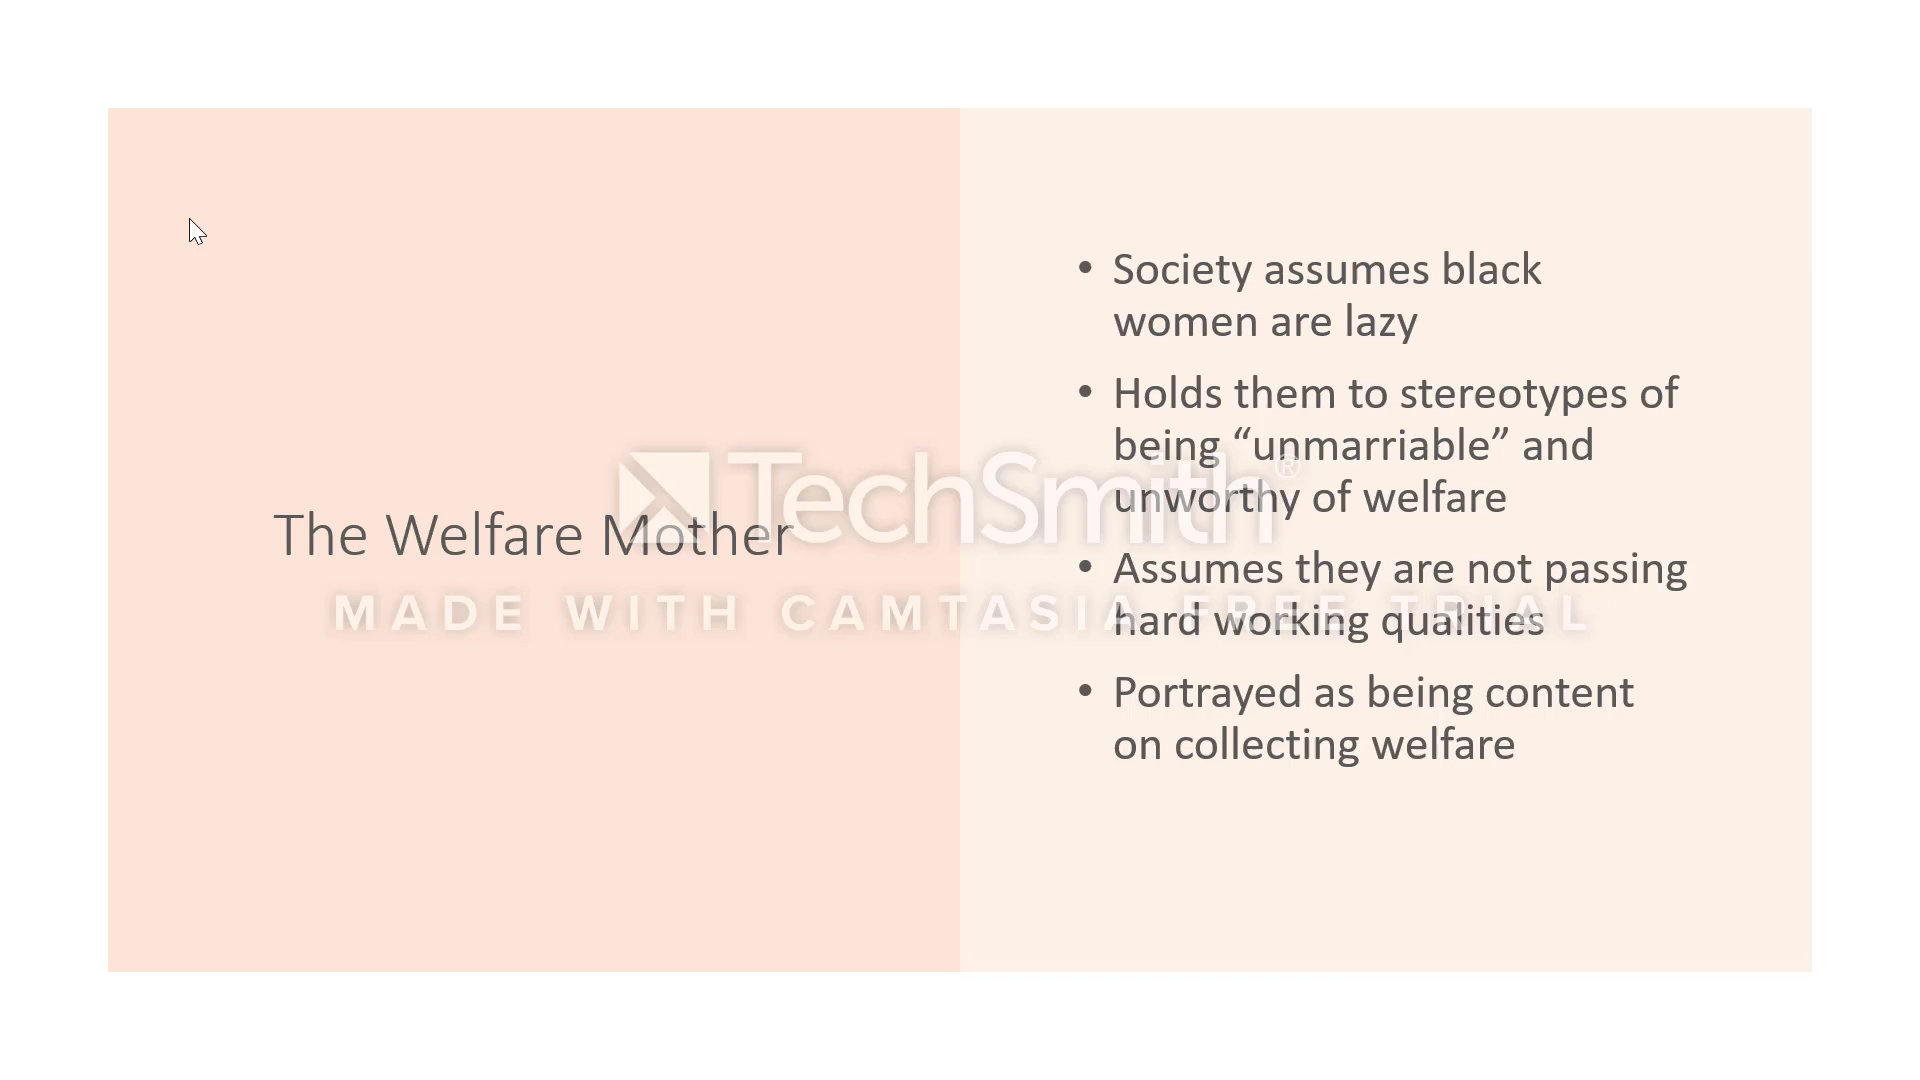 The Welfare Mother
• Society assumes black
women are lazy
• Holds them to stereotypes of
being “unmarriable” and
unworthy of welfare
• Assumes they are not passing
hard working qualities
• Portrayed as being content
on collecting welfare
TechSmith®
MADE WITH CAMTASIA FREE TRIAL